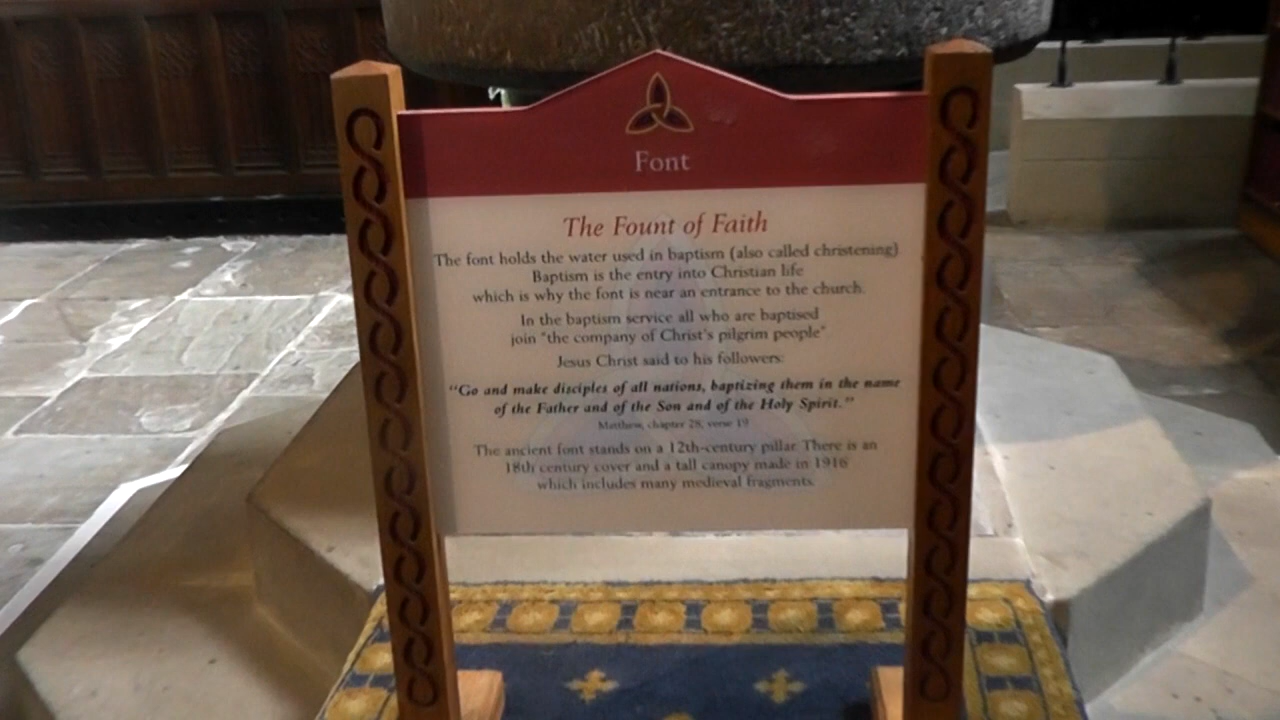 Font
The Fount of Faith
The font holds the water used in baptism (also called christening)
Baptism is the entry into Christian life
which is why the font is near an entrance to the church.
In the baptism service all who are baptised
join "the company of Christ's pilgrim people"
Jesus Christ said to his followers:
"Go and make disciples of all nations, baptizing them in the name
of the Father and of the Son and of the Holy Spirit."
Matthew, chapter 28, verse 19
The ancient font stands on a 12th-century pillar. There is an
18th century cover and a tall canopy made in 1916
which includes many medieval fragments.